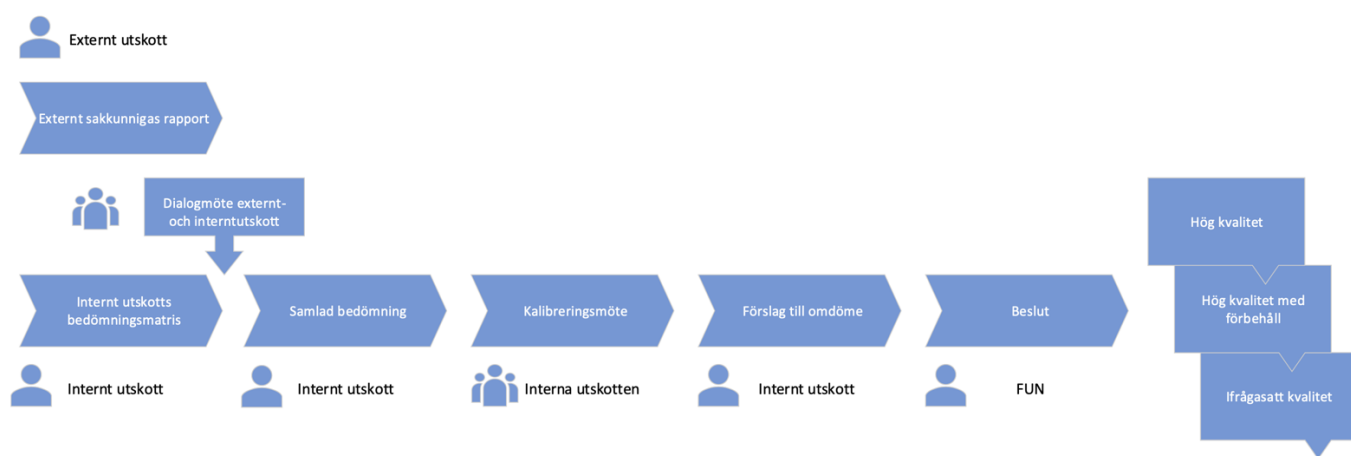 Externt utskott
Externt sakkunnigas rapport
Dialogmöte externt-
och interntutskott
Internt utskotts
bedömningsmatris
Samlad bedömning
Kalibreringsmöte
Förslag till omdöme
Beslut
Internt utskott
Internt utskott
Interna utskotten
Internt utskott
FUN
Hög kvalitet
Hög kvalitet med
förbehåll
Ifrågasatt kvalitet